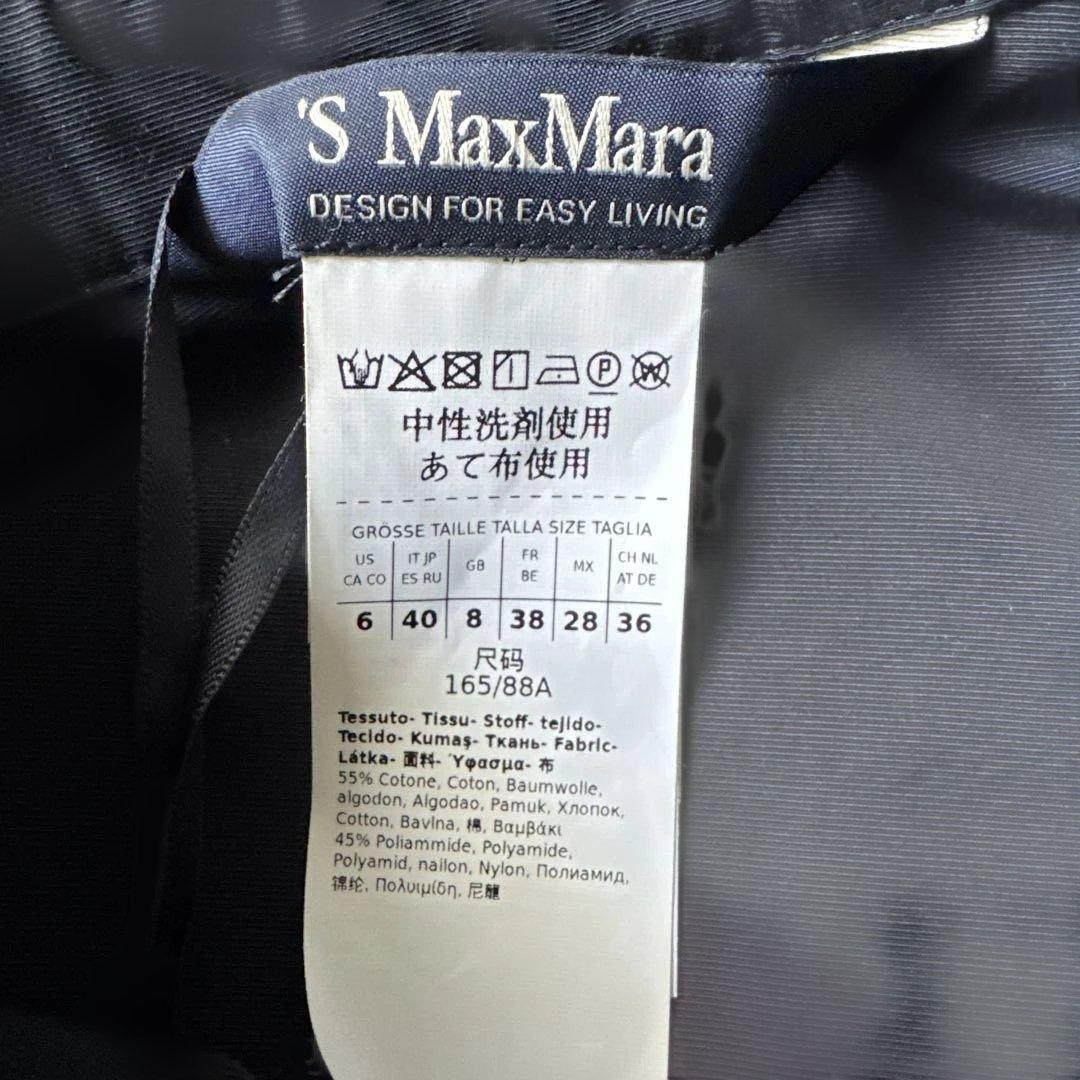 'S MaxMara
DESIGN FOR EASY LIVING
P W
中性洗剤使用
あて布使用
GRÖSSE TAILLE TALLA SIZE TAGLIA
US CA CO IT JP ES RU GB FR BE MX CH NL AT DE
6 40 8 38 28 36
尺码
165/88A
Tessuto- Tissu- Stoff- tejido-
Tecido- Kumaş- Ткань- Fabric-
Látka- 面料- Ύφασμα- 布
55% Cotone, Coton, Baumwolle,
algodon, Algodao, Pamuk, Хлопок,
Cotton, Bavlna, 棉, Βαμβάκι
45% Poliammide, Polyamide,
Polyamid, nailon, Nylon, Полиамид,
锦纶, Πολυιμίδη, 尼龍